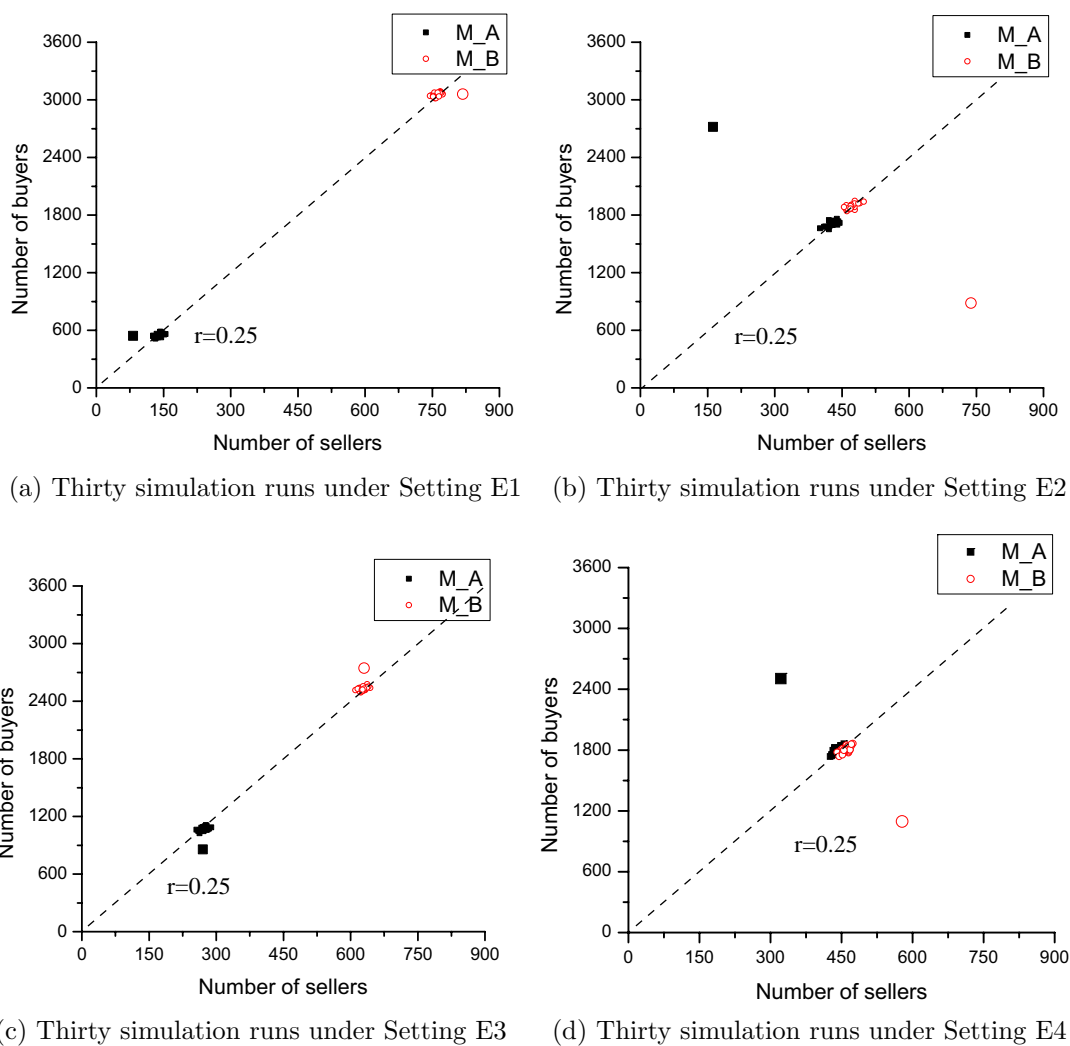 M_A
M_B
3600
3000
2400
1800
1200
600
0
Number of buyers
r=0.25
0 150 300 450 600 750 900
Number of sellers
(a) Thirty simulation runs under Setting E1
M_A
M_B
3600
3000
2400
1800
1200
600
0
Number of buyers
r=0.25
0 150 300 450 600 750 900
Number of sellers
(b) Thirty simulation runs under Setting E2
M_A
M_B
3600
3000
2400
1800
1200
600
0
Number of buyers
r=0.25
0 150 300 450 600 750 900
Number of sellers
(c) Thirty simulation runs under Setting E3
M_A
M_B
3600
3000
2400
1800
1200
600
0
Number of buyers
r=0.25
0 150 300 450 600 750 900
Number of sellers
(d) Thirty simulation runs under Setting E4